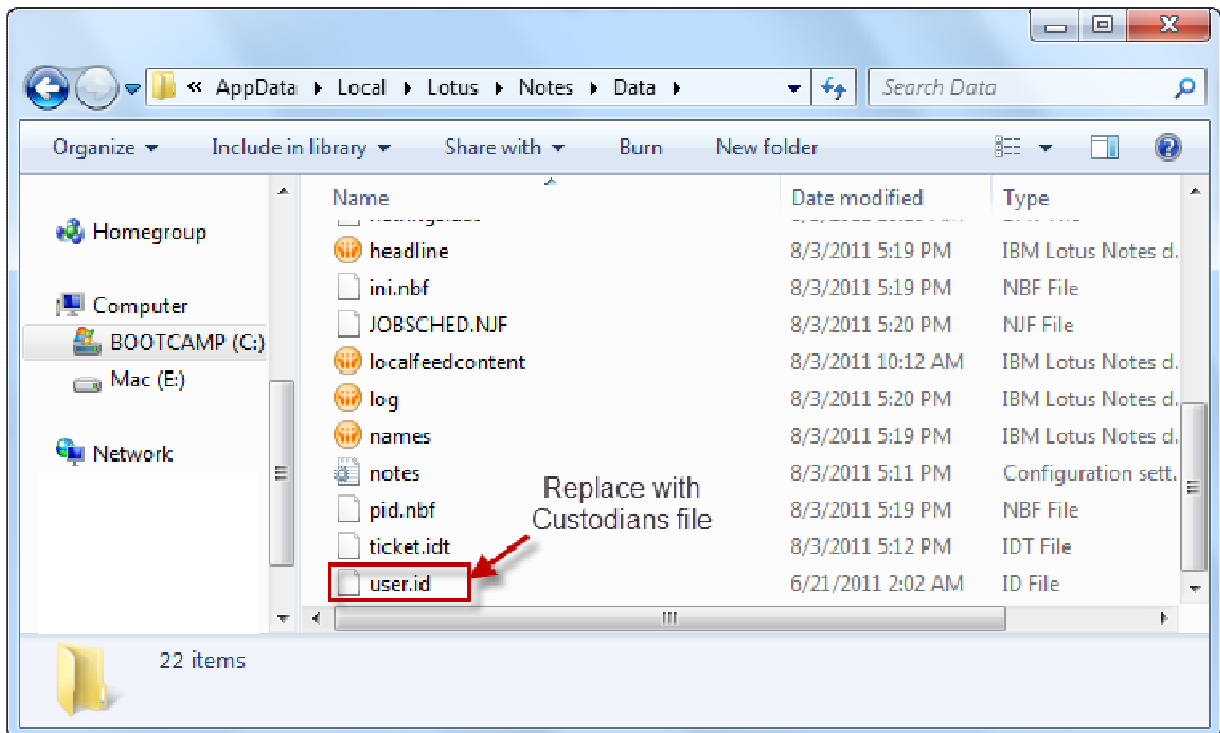 « AppData ▸ Local ▸ Lotus ▸ Notes ▸ Data ▸
Search Data
Organize Include in library Share with Burn New folder
Name Date modified Type
Homegroup
headline 8/3/2011 5:19 PM IBM Lotus Notes d.
ini.nbf 8/3/2011 5:19 PM NBF File
Computer
JOBSCHED.NJF 8/3/2011 5:20 PM NJF File
BOOTCAMP (C:)
localfeedcontent 8/3/2011 10:12 AM IBM Lotus Notes d.
Mac (E:)
log 8/3/2011 5:20 PM IBM Lotus Notes d.
names 8/3/2011 5:19 PM IBM Lotus Notes d.
Network
notes 8/3/2011 5:11 PM Configuration sett.
Replace with
Custodians file
pid.nbf 8/3/2011 5:19 PM NBF File
ticket.idt 8/3/2011 5:12 PM IDT File
user.id 6/21/2011 2:02 AM ID File
22 items